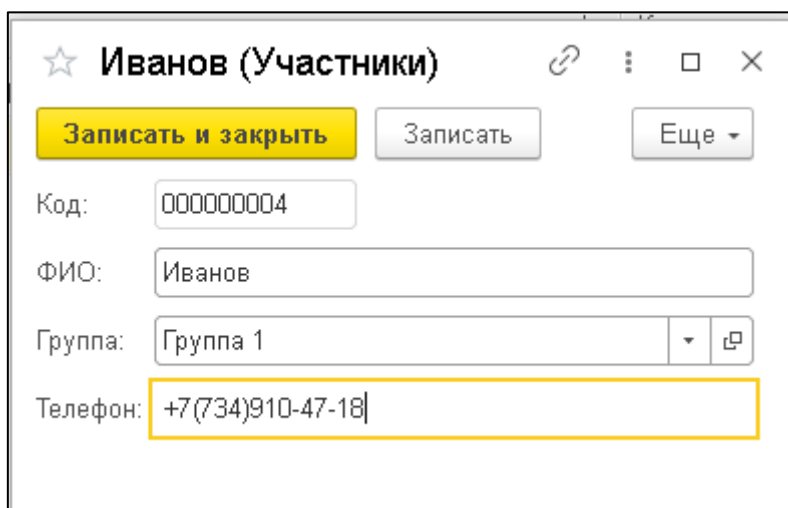 Иванов (Участники)
Записать и закрыть Записать Еще
Код: 000000004
ФИО: Иванов
Группа: Группа 1
Телефон: +7(734)910-47-18